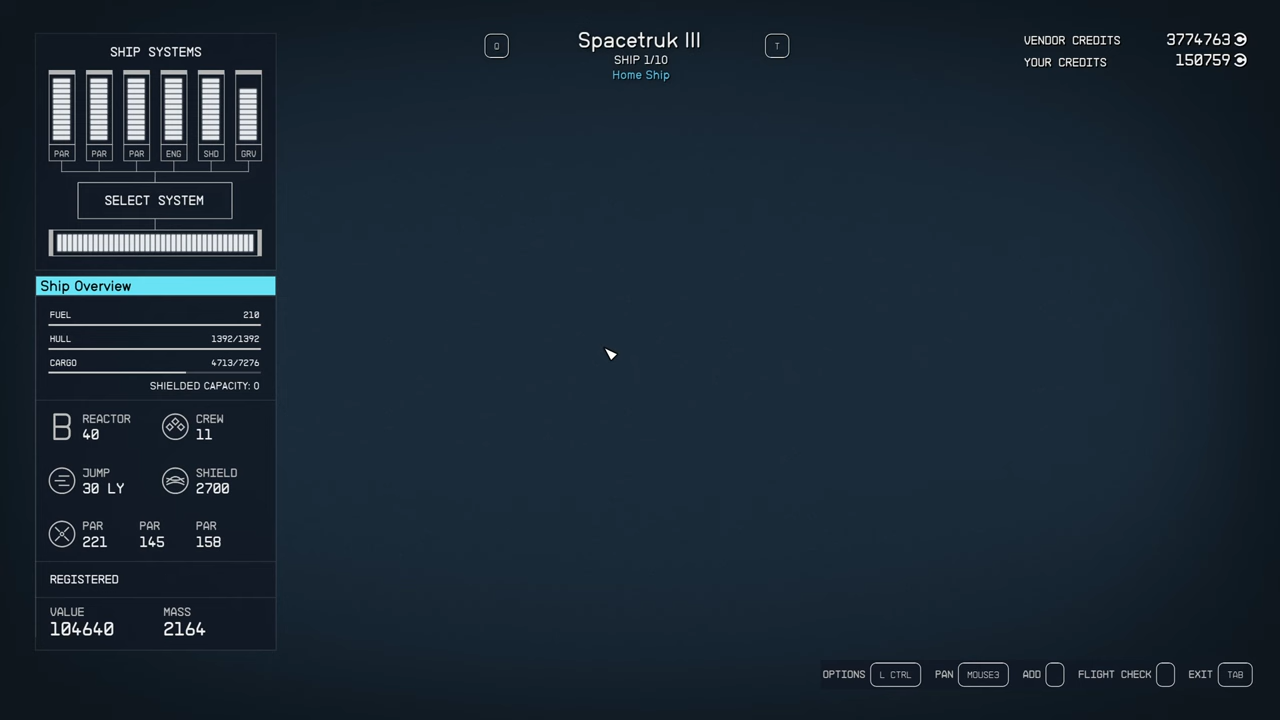 SHIP SYSTEMS
PAR PAR PAR ENG SHD GRV
SELECT SYSTEM
Ship Overview
FUEL 210
HULL 1392/1392
CARGO 4713/7276
SHIELDED CAPACITY: 0
B REACTOR 40
CREW 11
JUMP 30 LY
SHIELD 2700
PAR 221
PAR 145
PAR 158
REGISTERED
VALUE 104640
MASS 2164
Q
Spacetruk III
T
SHIP 1/10
Home Ship
VENDOR CREDITS 3774763
YOUR CREDITS 150759
OPTIONS L CTRL PAN MOUSE3 ADD FLIGHT CHECK EXIT TAB